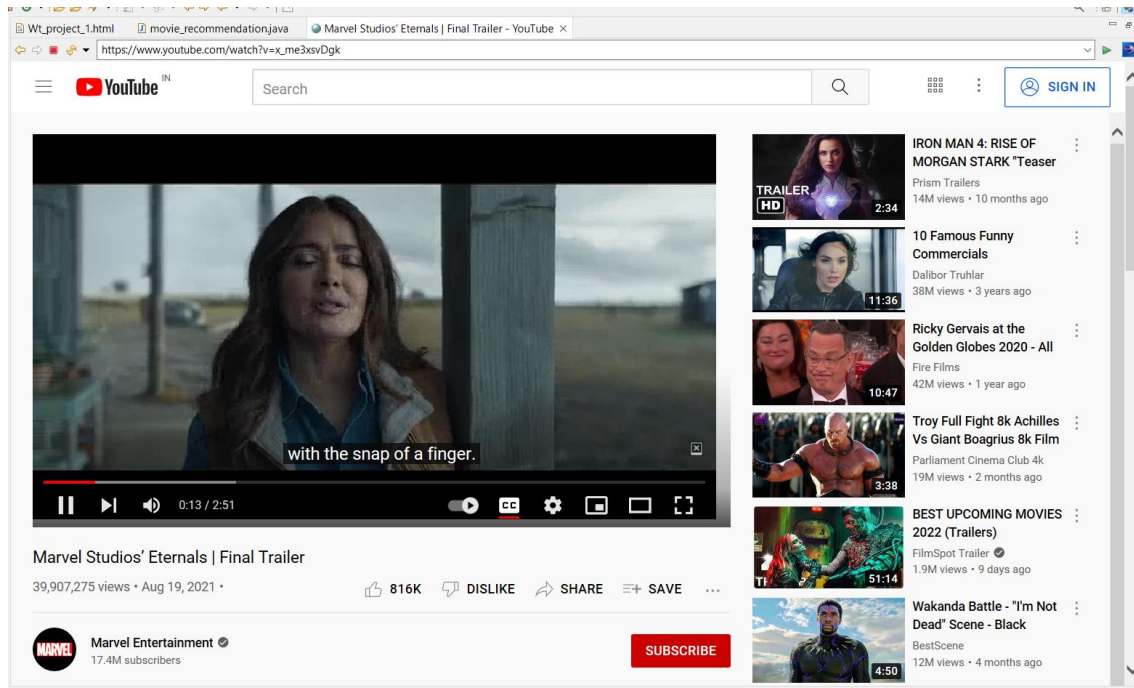 Wt_project_1.html
movie_recommendation.java
Marvel Studios' Eternals | Final Trailer - YouTube
https://www.youtube.com/watch?v=x_me3xsvDgk
YouTube IN
Search
SIGN IN
with the snap of a finger.
0:13 / 2:51
CC
Marvel Studios' Eternals | Final Trailer
39,907,275 views • Aug 19, 2021 •
816K
DISLIKE
SHARE
SAVE
MARVEL
Marvel Entertainment
17.4M subscribers
SUBSCRIBE
TRAILER
HD
2:34
IRON MAN 4: RISE OF
MORGAN STARK "Teaser
Prism Trailers
14M views • 10 months ago
11:36
10 Famous Funny
Commercials
Dalibor Truhlar
38M views • 3 years ago
10:47
Ricky Gervais at the
Golden Globes 2020 - All
Fire Films
42M views • 1 year ago
3:38
Troy Full Fight 8k Achilles
Vs Giant Boagrius 8k Film
Parliament Cinema Club 4k
19M views • 2 months ago
51:14
BEST UPCOMING MOVIES
2022 (Trailers)
FilmSpot Trailer
1.9M views • 9 days ago
4:50
Wakanda Battle - "I'm Not
Dead" Scene - Black
BestScene
12M views • 4 months ago